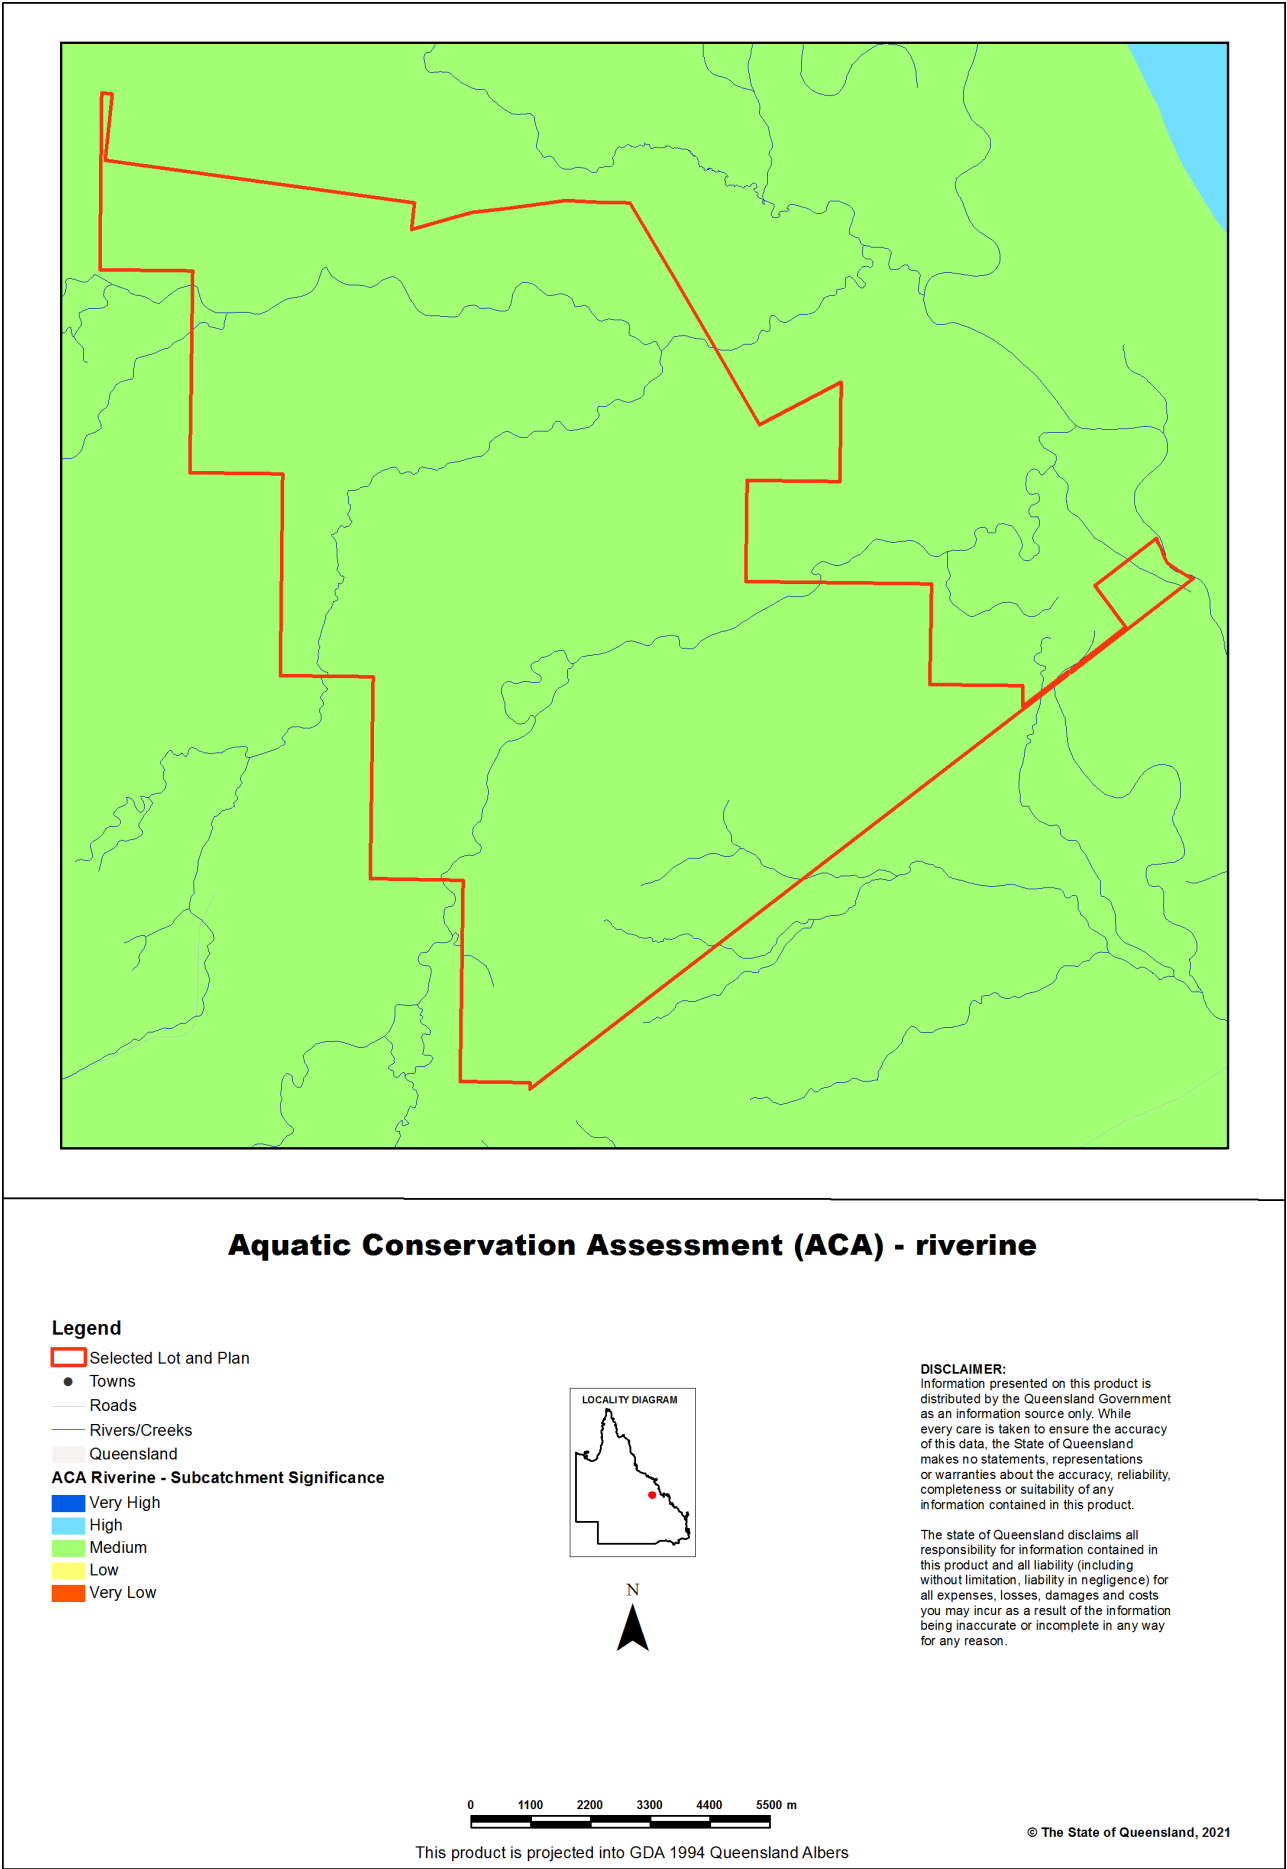 Aquatic Conservation Assessment (ACA) - riverine
Legend
Selected Lot and Plan
Towns
Roads
Rivers/Creeks
Queensland
ACA Riverine - Subcatchment Significance
Very High
High
Medium
Low
Very Low
LOCALITY DIAGRAM
N
DISCLAIMER:
Information presented on this product is
distributed by the Queensland Government
as an information source only. While
every care is taken to ensure the accuracy
of this data, the State of Queensland
makes no statements, representations
or warranties about the accuracy, reliability,
completeness or suitability of any
information contained in this product.
The state of Queensland disclaims all
responsibility for information contained in
this product and all liability (including
without limitation, liability in negligence) for
all expenses, losses, damages and costs
you may incur as a result of the information
being inaccurate or incomplete in any way
for any reason.
0 1100 2200 3300 4400 5500 m
© The State of Queensland, 2021
This product is projected into GDA 1994 Queensland Albers